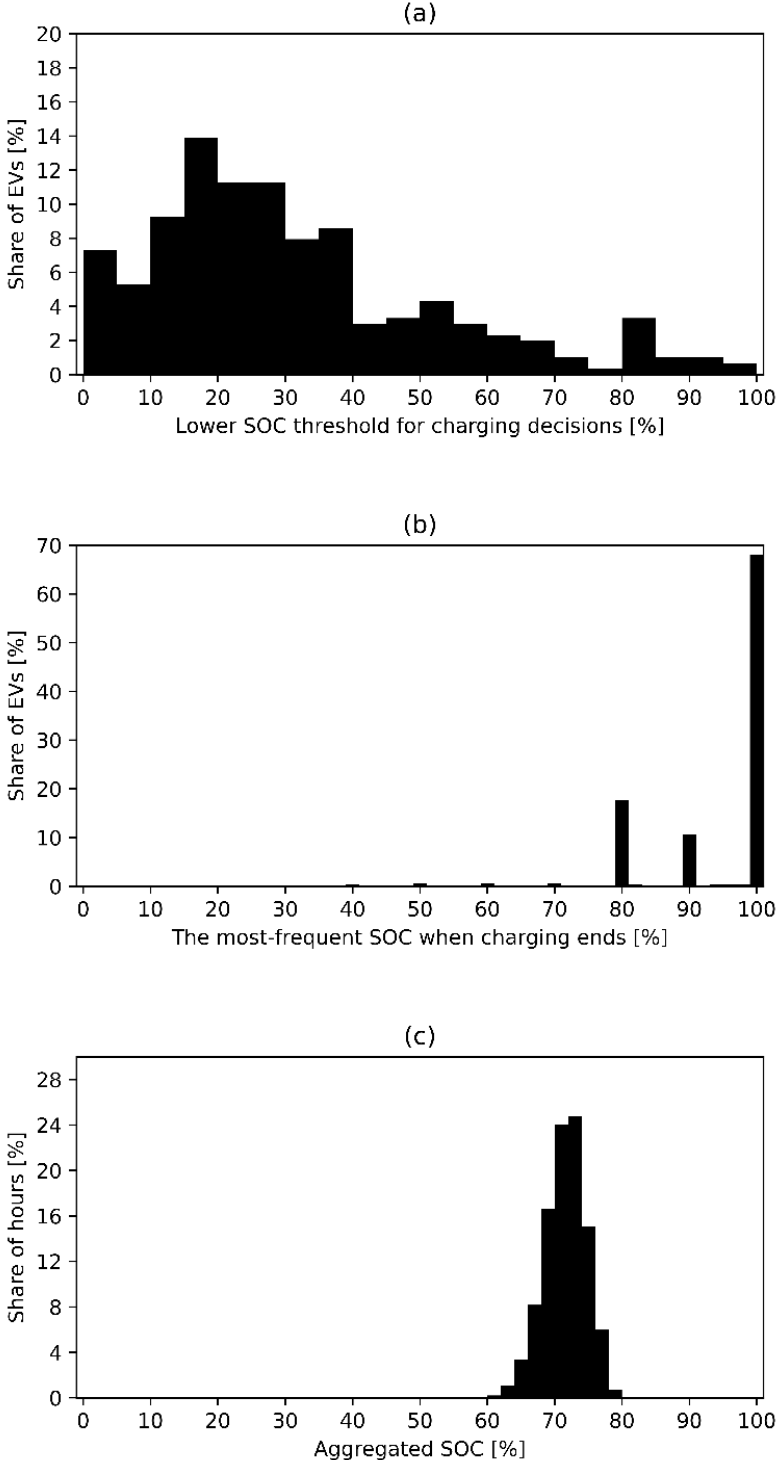 (a)
20
18
16
14
12
10
8
6
4
2
0
Share of EVs [%]
0 10 20 30 40 50 60 70 80 90 100
Lower SOC threshold for charging decisions [%]
(b)
70
60
50
40
30
20
10
0
Share of EVs [%]
0 10 20 30 40 50 60 70 80 90 100
The most-frequent SOC when charging ends [%]
(c)
28
24
20
16
12
8
4
0
Share of hours [%]
0 10 20 30 40 50 60 70 80 90 100
Aggregated SOC [%]